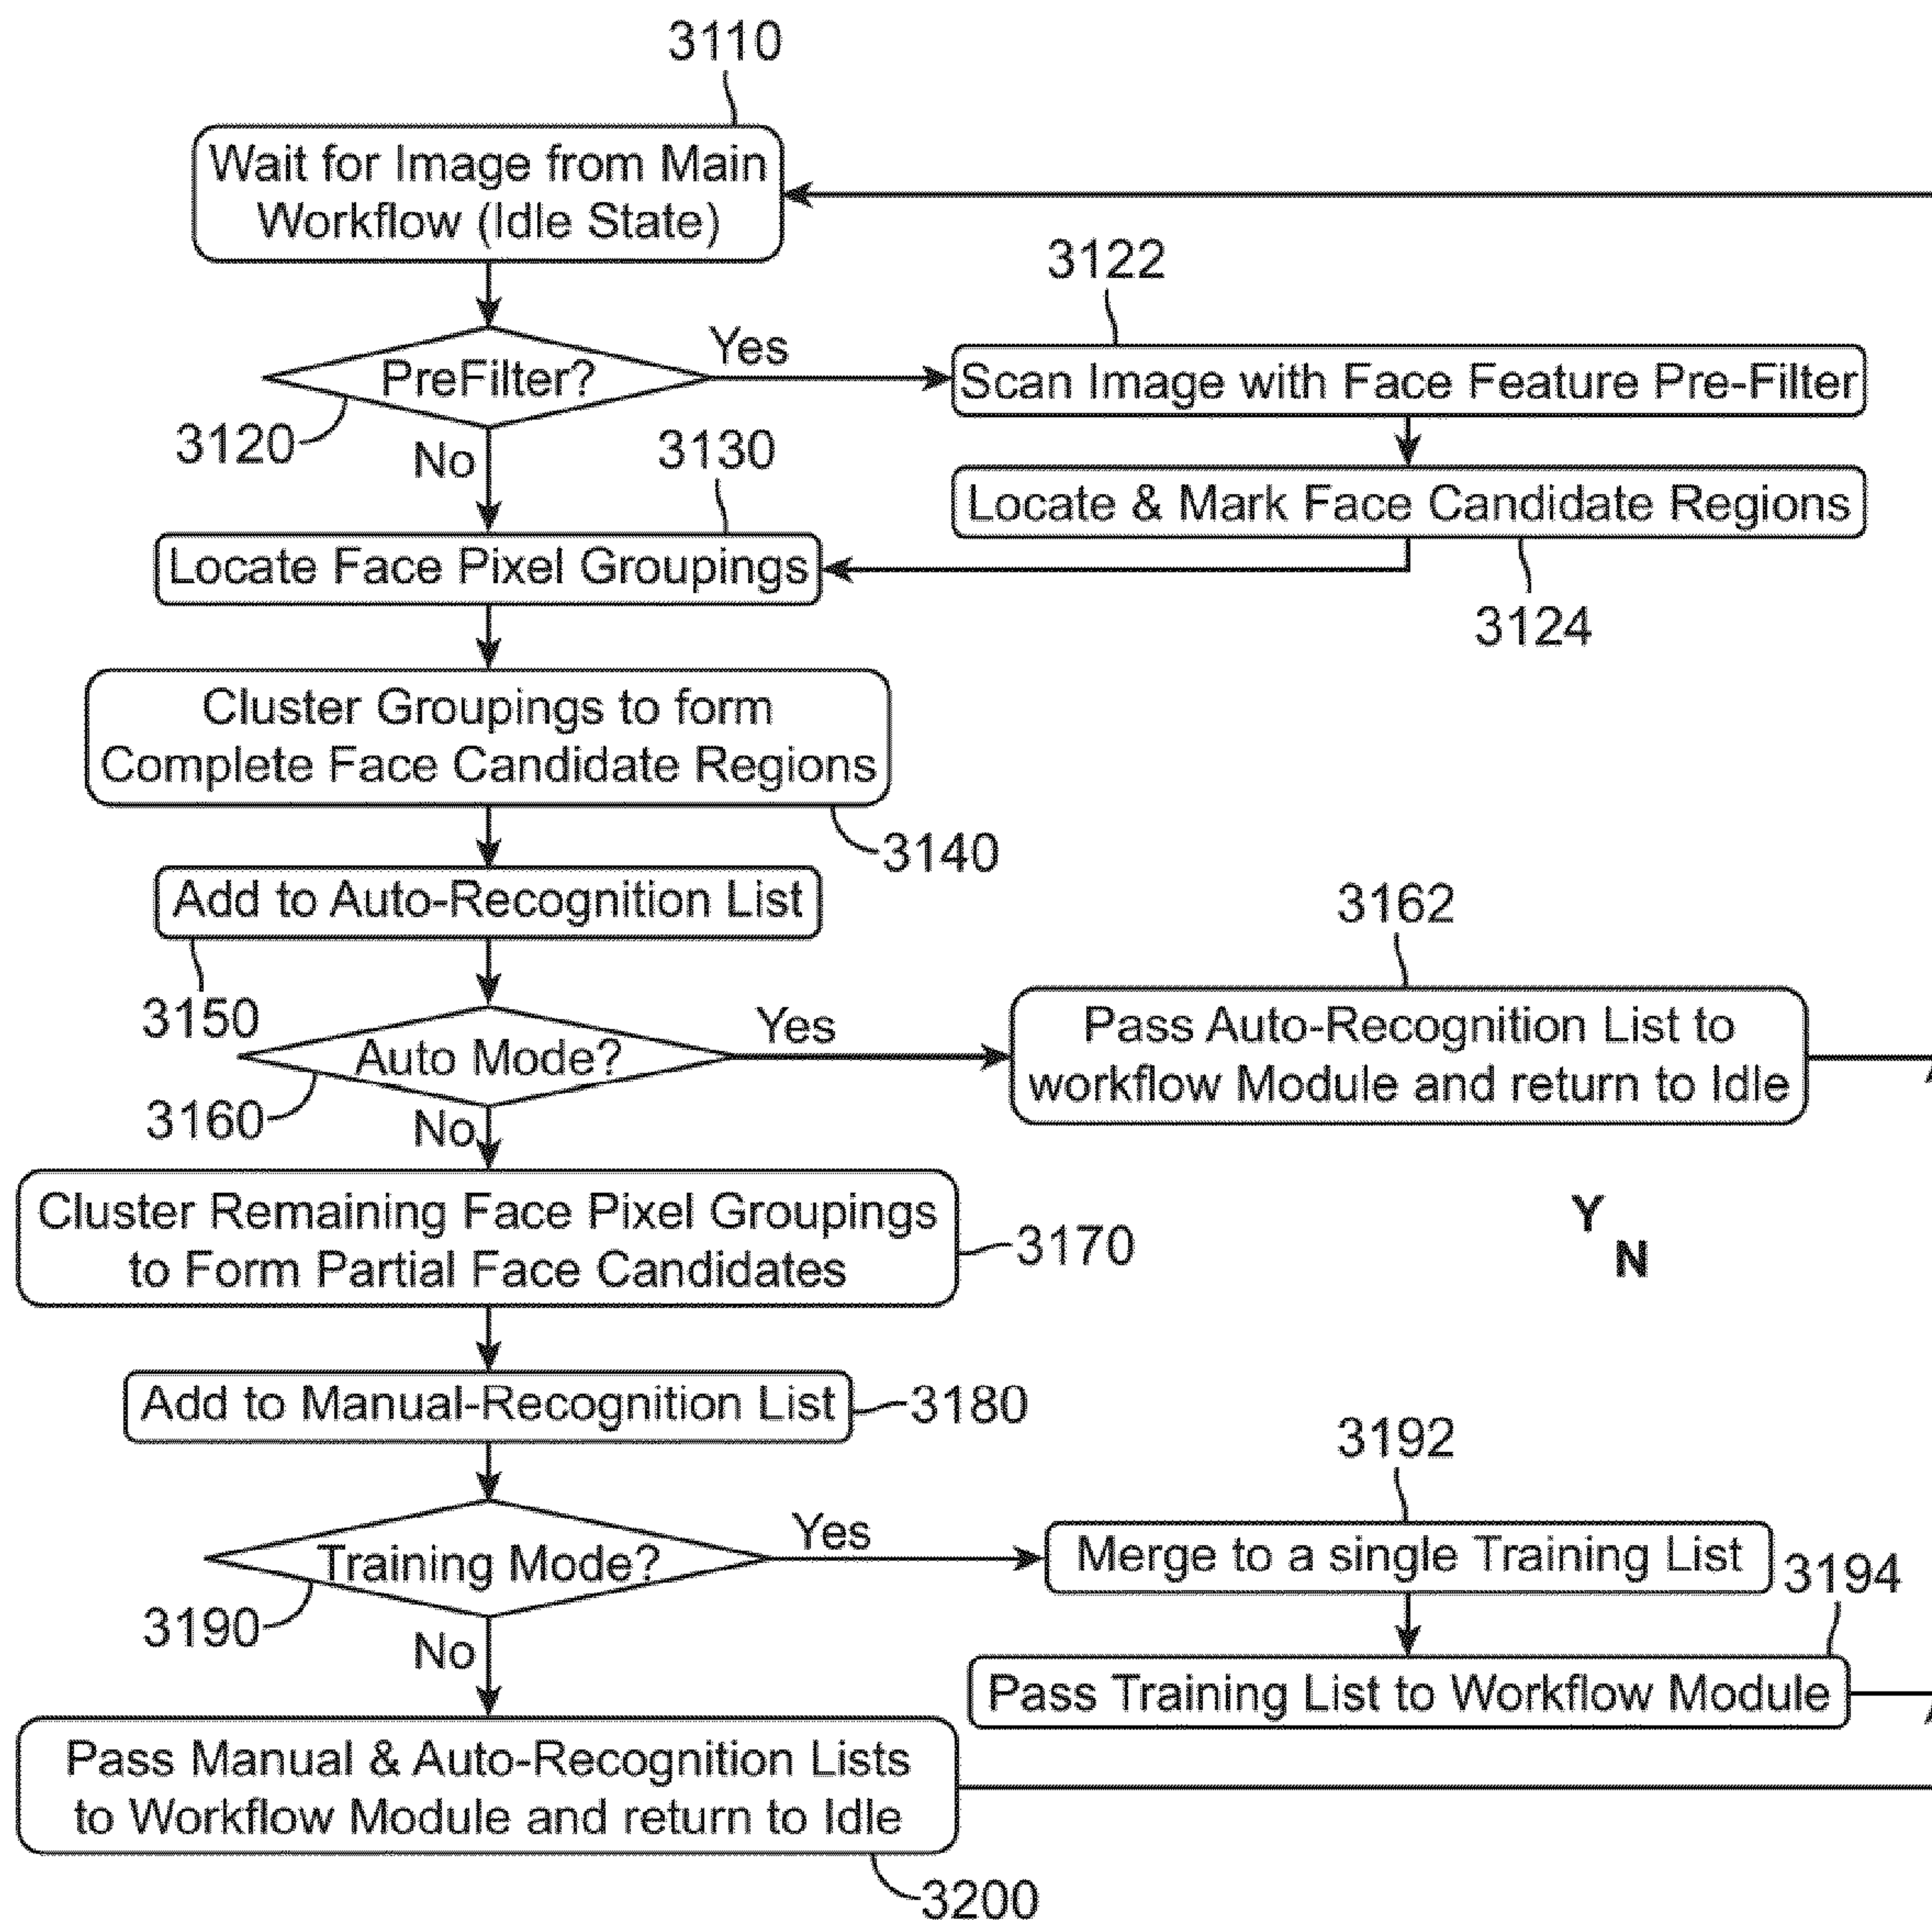 3110
Wait for Image from Main
Workflow (Idle State)
3122
PreFilter?
Yes
Scan Image with Face Feature Pre-Filter
3120
No
3130
Locate & Mark Face Candidate Regions
Locate Face Pixel Groupings
3124
Cluster Groupings to form
Complete Face Candidate Regions
3140
Add to Auto-Recognition List
3162
3150
Auto Mode?
Yes
Pass Auto-Recognition List to
workflow Module and return to Idle
3160
No
Cluster Remaining Face Pixel Groupings
to Form Partial Face Candidates
3170
Y
N
Add to Manual-Recognition List
3180
3192
Training Mode?
Yes
Merge to a single Training List
3194
3190
No
Pass Training List to Workflow Module
Pass Manual & Auto-Recognition Lists
to Workflow Module and return to Idle
3200